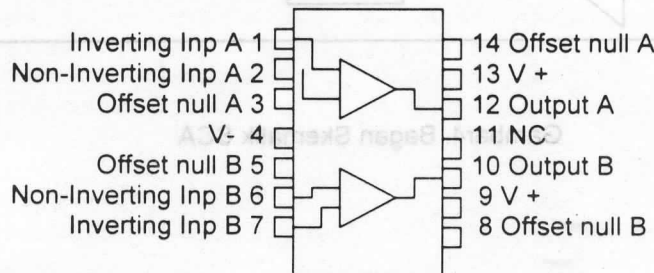 Inverting Inp A 1
Non-Inverting Inp A 2
Offset null A 3
V- 4
Offset null B 5
Non-Inverting Inp B 6
Inverting Inp B 7
14 Offset null A
13 V +
12 Output A
11 NC
10 Output B
9 V +
8 Offset null B